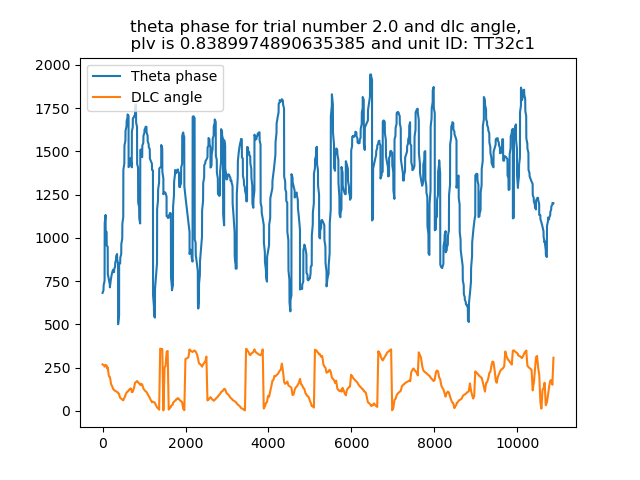 theta phase for trial number 2.0 and dlc angle,
plv is 0.8389974890635385 and unit ID: TT32c1
Theta phase
DLC angle
2000
1750
1500
1250
1000
750
500
250
0
0 2000 4000 6000 8000 10000